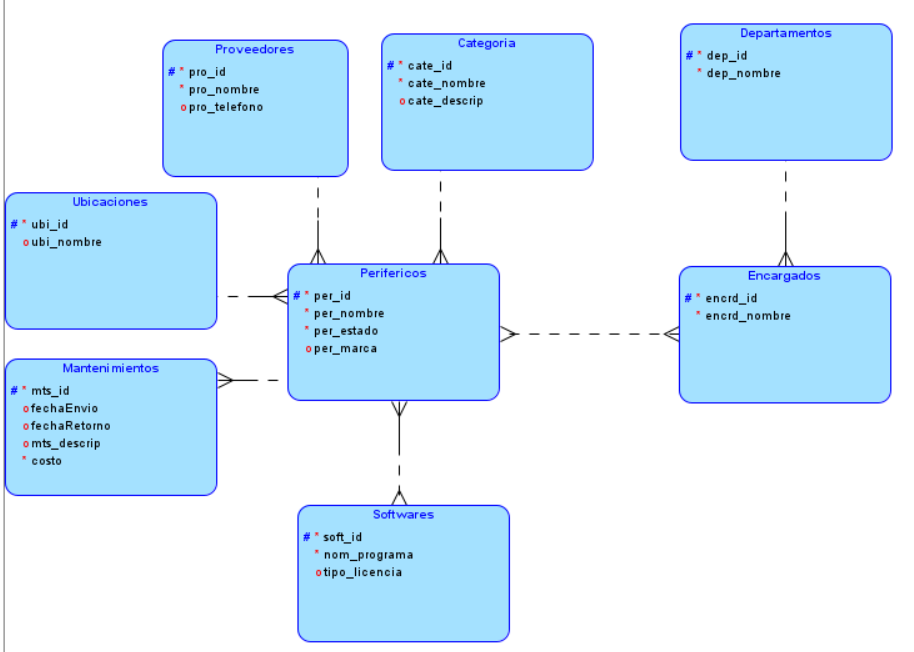 Proveedores
# * pro_id
* pro_nombre
o pro_telefono
Categoria
# * cate_id
* cate_nombre
o cate_descrip
Departamentos
# * dep_id
* dep_nombre
Ubicaciones
# * ubi_id
o ubi_nombre
Perifericos
# * per_id
* per_nombre
* per_estado
o per_marca
Encargados
# * encrd_id
* encrd_nombre
Mantenimientos
# * mts_id
o fechaEnvio
o fechaRetorno
o mts_descrip
* costo
Softwares
# * soft_id
* nom_programa
o tipo_licencia